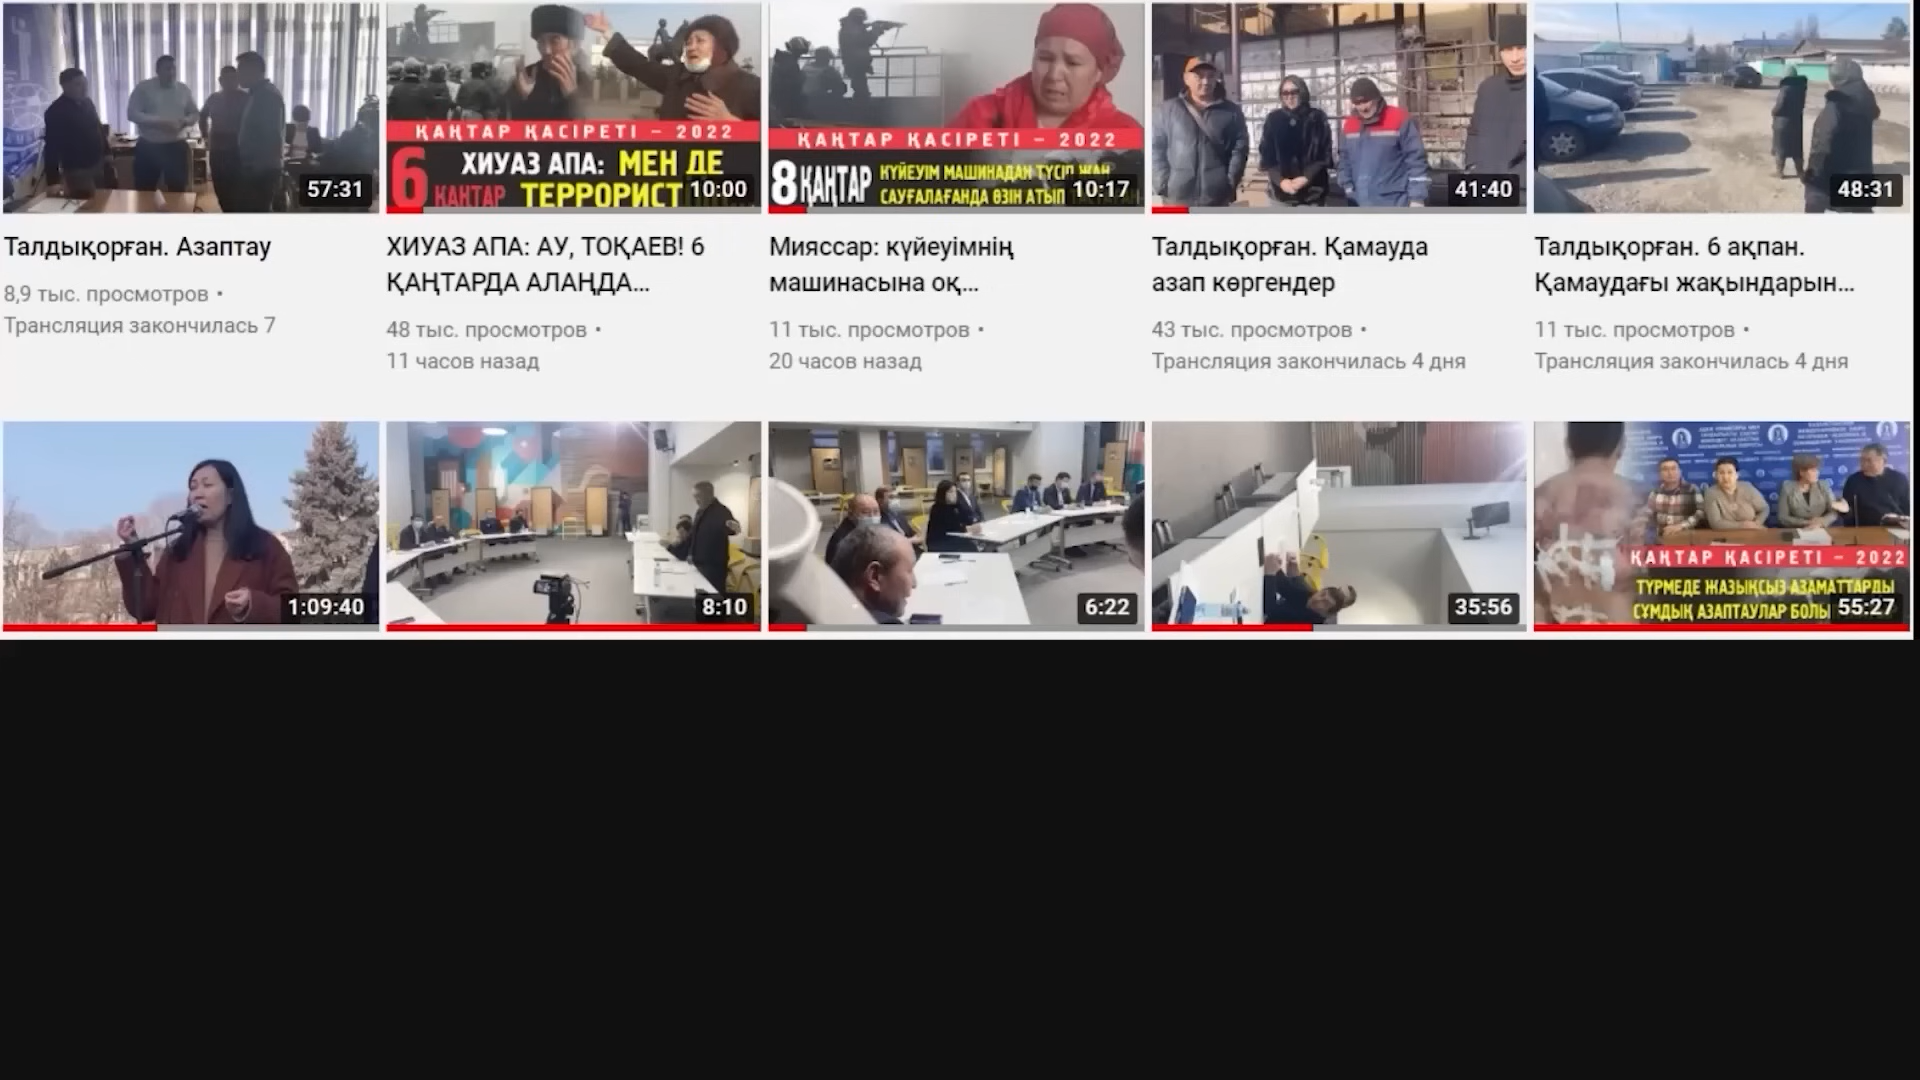 57:31
ҚАҢТАР ҚАСІРЕТІ – 2022
6 ҚАҢТАР
ХИУАЗ АПА: МЕН ДЕ
ТЕРРОРИСТ
10:00
ҚАҢТАР ҚАСІРЕТІ – 2022
8 ҚАҢТАР
КҮЙЕУІМ МАШИНАДАН ТҮСІП ЖАН
САУҒАЛАҒАНДА ӨЗІН АТЫП
10:17
41:40
48:31
Талдықорған. Азаптау
8,9 тыс. просмотров •
Трансляция закончилась 7
ХИУАЗ АПА: АУ, ТОҚАЕВ! 6
ҚАҢТАРДА АЛАҢДА...
48 тыс. просмотров •
11 часов назад
Мияссар: күйеуімнің
машинасына оқ...
11 тыс. просмотров •
20 часов назад
Талдықорған. Қамауда
азап көргендер
43 тыс. просмотров •
Трансляция закончилась 4 дня
Талдықорған. 6 ақпан.
Қамаудағы жақындарын...
11 тыс. просмотров •
Трансляция закончилась 4 дня
1:09:40
8:10
6:22
35:56
ҚАҢТАР ҚАСІРЕТІ – 2022
ТҮРМЕДЕ ЖАЗЫҚСЫЗ АЗАМАТТАРДЫ
СҰМДЫҚ АЗАПТАУЛАР
55:27